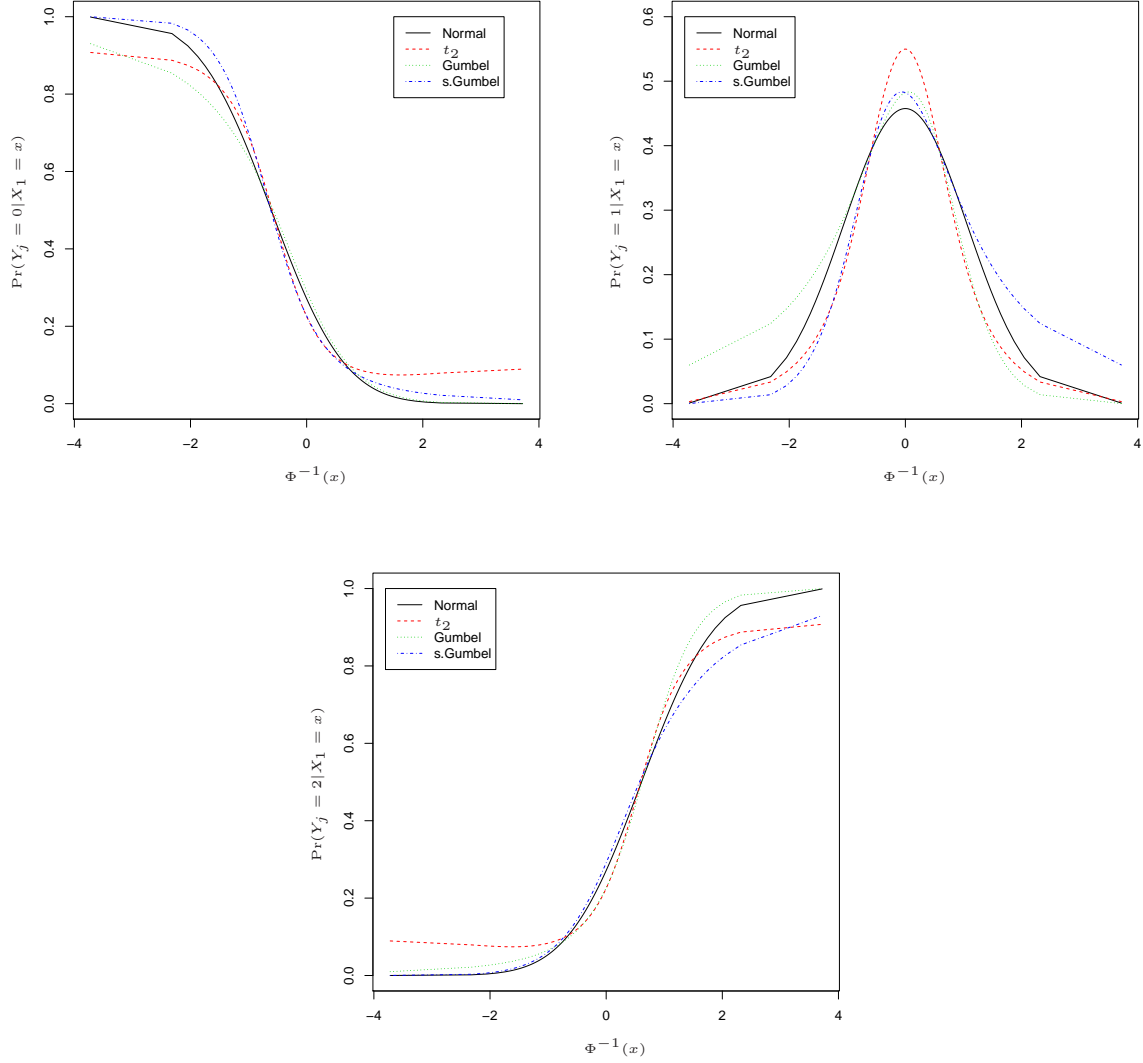 Pr(Y_j = 0|X_1 = x)
1.0
0.8
0.6
0.4
0.2
0.0
Normal
t_2
Gumbel
s.Gumbel
−4
−2
0
2
4
Φ^{−1}(x)
Pr(Y_j = 1|X_1 = x)
0.6
0.5
0.4
0.3
0.2
0.1
0.0
Normal
t_2
Gumbel
s.Gumbel
−4
−2
0
2
4
Φ^{−1}(x)
Pr(Y_j = 2|X_1 = x)
1.0
0.8
0.6
0.4
0.2
0.0
Normal
t_2
Gumbel
s.Gumbel
−4
−2
0
2
4
Φ^{−1}(x)